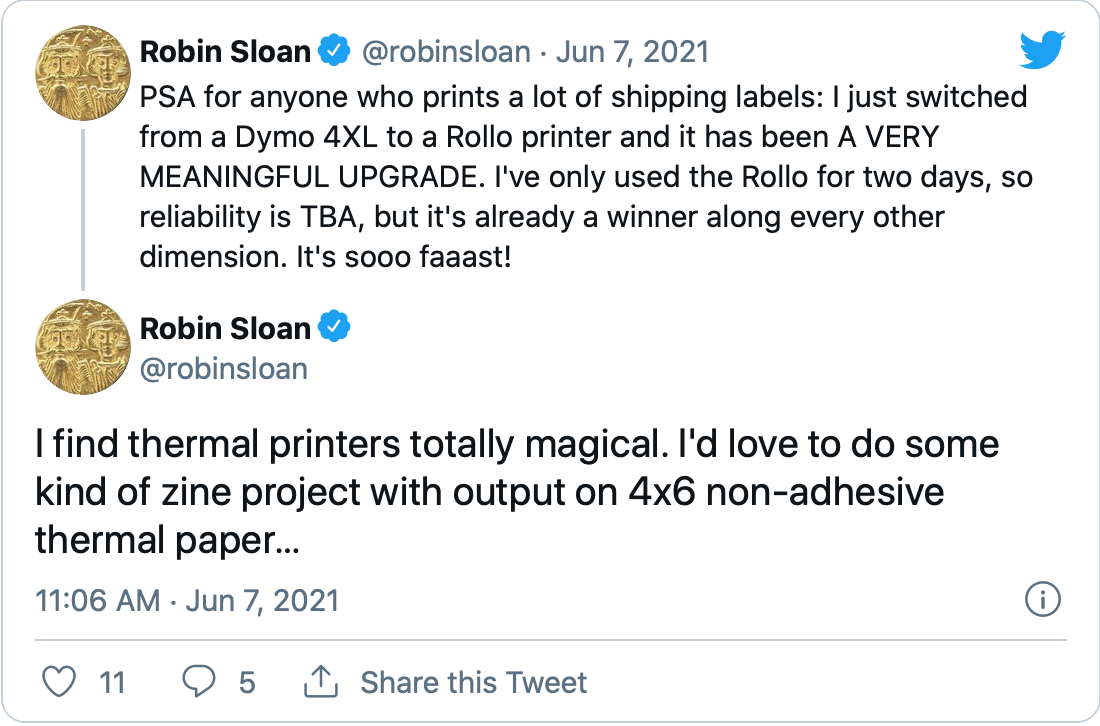 Robin Sloan @robinsloan · Jun 7, 2021
PSA for anyone who prints a lot of shipping labels: I just switched
from a Dymo 4XL to a Rollo printer and it has been A VERY
MEANINGFUL UPGRADE. I've only used the Rollo for two days, so
reliability is TBA, but it's already a winner along every other
dimension. It's sooo faaast!
Robin Sloan
@robinsloan
I find thermal printers totally magical. I'd love to do some
kind of zine project with output on 4x6 non-adhesive
thermal paper...
11:06 AM · Jun 7, 2021
11 5 Share this Tweet